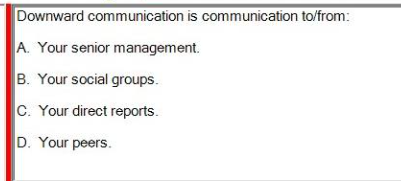 Downward communication is communication to/from:
A. Your senior management.
B. Your social groups.
C. Your direct reports.
D. Your peers.